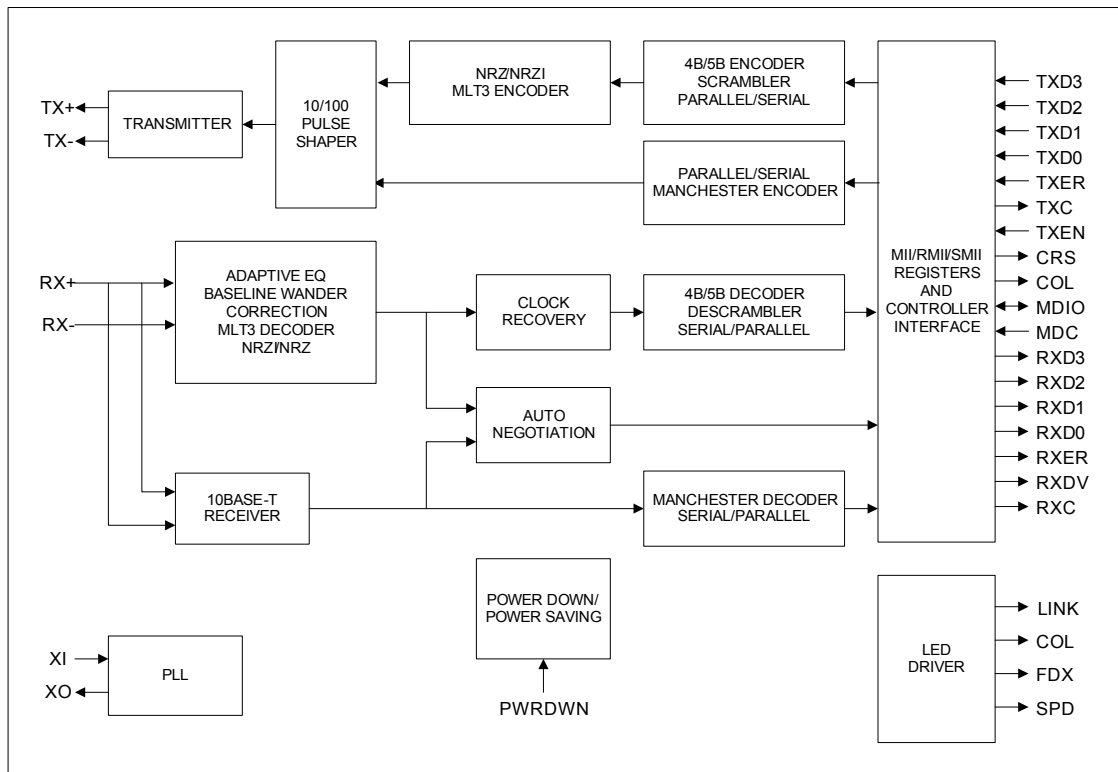 NRZ/NRZI
MLT3 ENCODER
4B/5B ENCODER
SCRAMBLER
PARALLEL/SERIAL
10/100
PULSE
SHAPER
TRANSMITTER
TX+
TX-
PARALLEL/SERIAL
MANCHESTER ENCODER
RX+
RX-
ADAPTIVE EQ
BASELINE WANDER
CORRECTION
MLT3 DECODER
NRZI/NRZ
CLOCK
RECOVERY
4B/5B DECODER
DESCRAMBLER
SERIAL/PARALLEL
MII/RMII/SMII
REGISTERS
AND
CONTROLLER
INTERFACE
AUTO
NEGOTIATION
10BASE-T
RECEIVER
MANCHESTER DECODER
SERIAL/PARALLEL
TXD3
TXD2
TXD1
TXD0
TXER
TXC
TXEN
CRS
COL
MDIO
MDC
RXD3
RXD2
RXD1
RXD0
RXER
RXDV
RXC
POWER DOWN/
POWER SAVING
PWRDWN
XI
XO
PLL
LED
DRIVER
LINK
COL
FDX
SPD